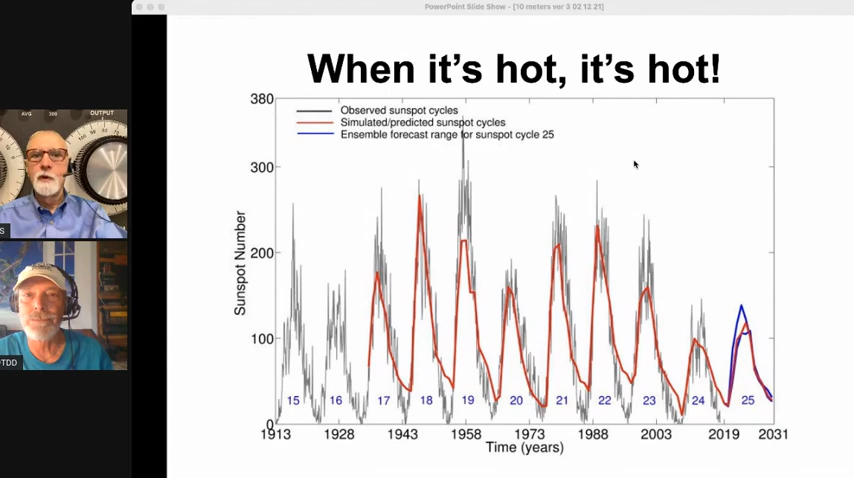 PowerPoint Slide Show - [10 meters ver 3 02 12 21]
When it's hot, it's hot!
380
300
200
100
0
Observed sunspot cycles
Simulated/predicted sunspot cycles
Ensemble forecast range for sunspot cycle 25
Sunspot Number
15 16 17 18 19 20 21 22 23 24 25
1913 1928 1943 1958 1973 1988 2003 2019 2031
Time (years)
AVG 300 OUTPUT
S
TDD